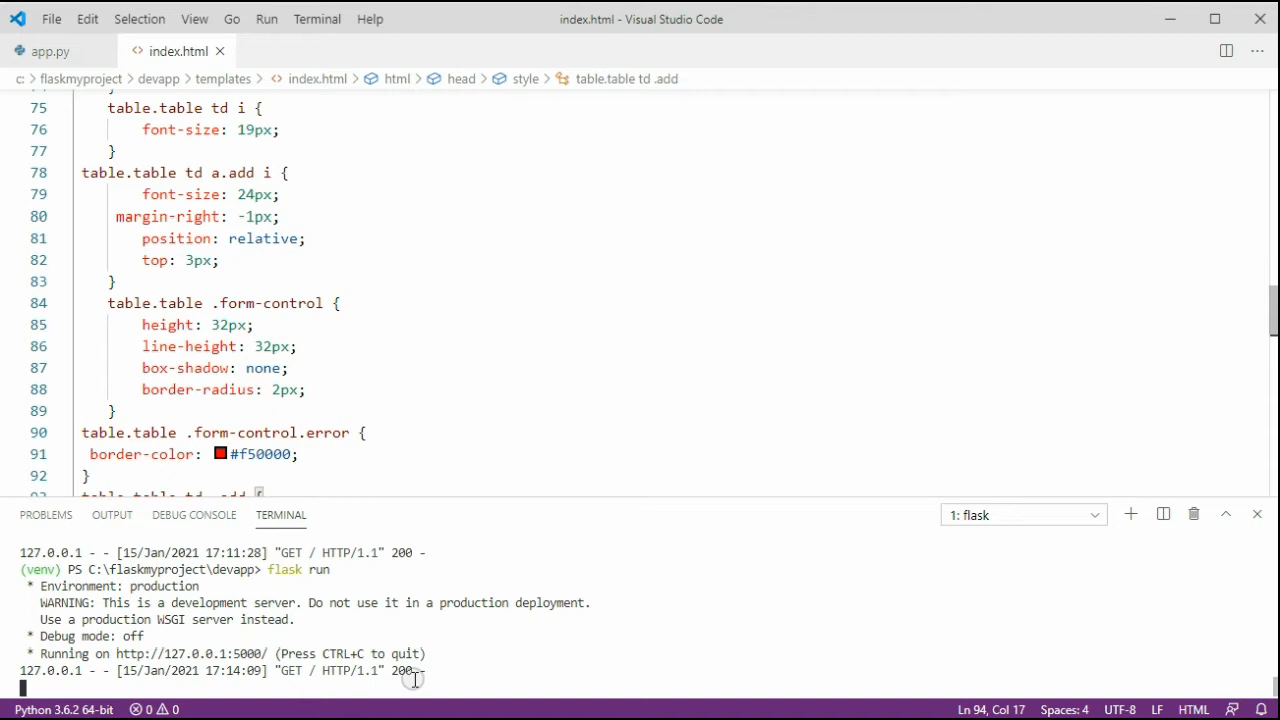 File Edit Selection View Go Run Terminal Help index.html - Visual Studio Code
app.py index.html
c: > flaskmyproject > devapp > templates > index.html > html > head > style > table.table td .add
75 table.table td i {
76 font-size: 19px;
77 }
78 table.table td a.add i {
79 font-size: 24px;
80 margin-right: -1px;
81 position: relative;
82 top: 3px;
83 }
84 table.table .form-control {
85 height: 32px;
86 line-height: 32px;
87 box-shadow: none;
88 border-radius: 2px;
89 }
90 table.table .form-control.error {
91 border-color: #f50000;
92 }
93 table.table td .add {
PROBLEMS OUTPUT DEBUG CONSOLE TERMINAL 1: flask
127.0.0.1 - - [15/Jan/2021 17:11:28] "GET / HTTP/1.1" 200 -
(venv) PS C:\flaskmyproject\devapp> flask run
* Environment: production
WARNING: This is a development server. Do not use it in a production deployment.
Use a production WSGI server instead.
* Debug mode: off
* Running on http://127.0.0.1:5000/ (Press CTRL+C to quit)
127.0.0.1 - - [15/Jan/2021 17:14:09] "GET / HTTP/1.1" 200 -
Python 3.6.2 64-bit 0 0 Ln 94, Col 17 Spaces: 4 UTF-8 LF HTML